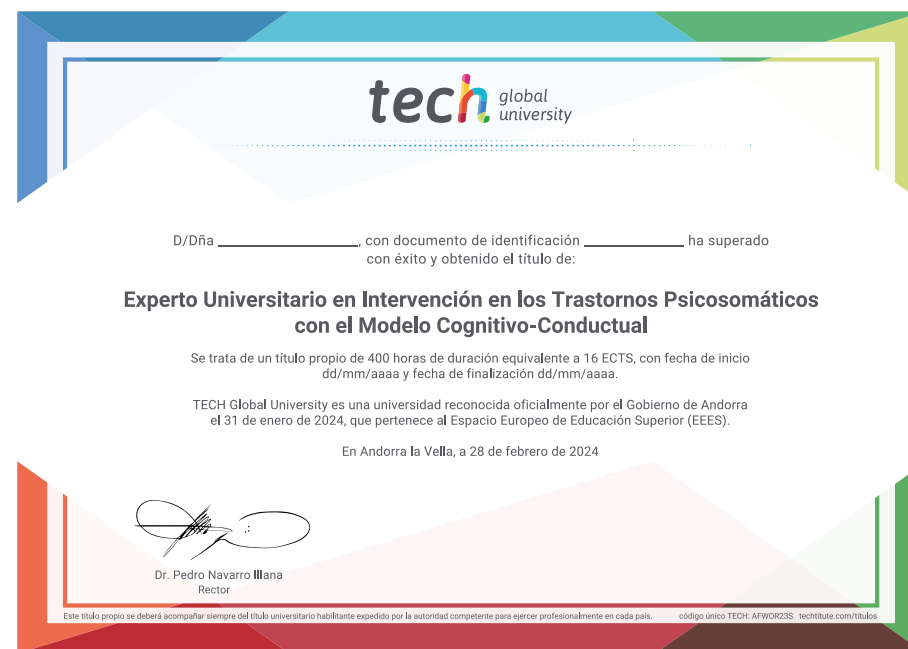 tech global university
D/Dña ____________, con documento de identificación ____________ ha superado
con éxito y obtenido el título de:
Experto Universitario en Intervención en los Trastornos Psicosomáticos
con el Modelo Cognitivo-Conductual
Se trata de un título propio de 400 horas de duración equivalente a 16 ECTS, con fecha de inicio
dd/mm/aaaa y fecha de finalización dd/mm/aaaa.
TECH Global University es una universidad reconocida oficialmente por el Gobierno de Andorra
el 31 de enero de 2024, que pertenece al Espacio Europeo de Educación Superior (EEES).
En Andorra la Vella, a 28 de febrero de 2024
Dr. Pedro Navarro Illana
Rector
Este título propio se deberá acompañar siempre del título universitario habilitante expedido por la autoridad competente para ejercer profesionalmente en cada país. código único TECH: AFWOR23S techtitute.com/titulos